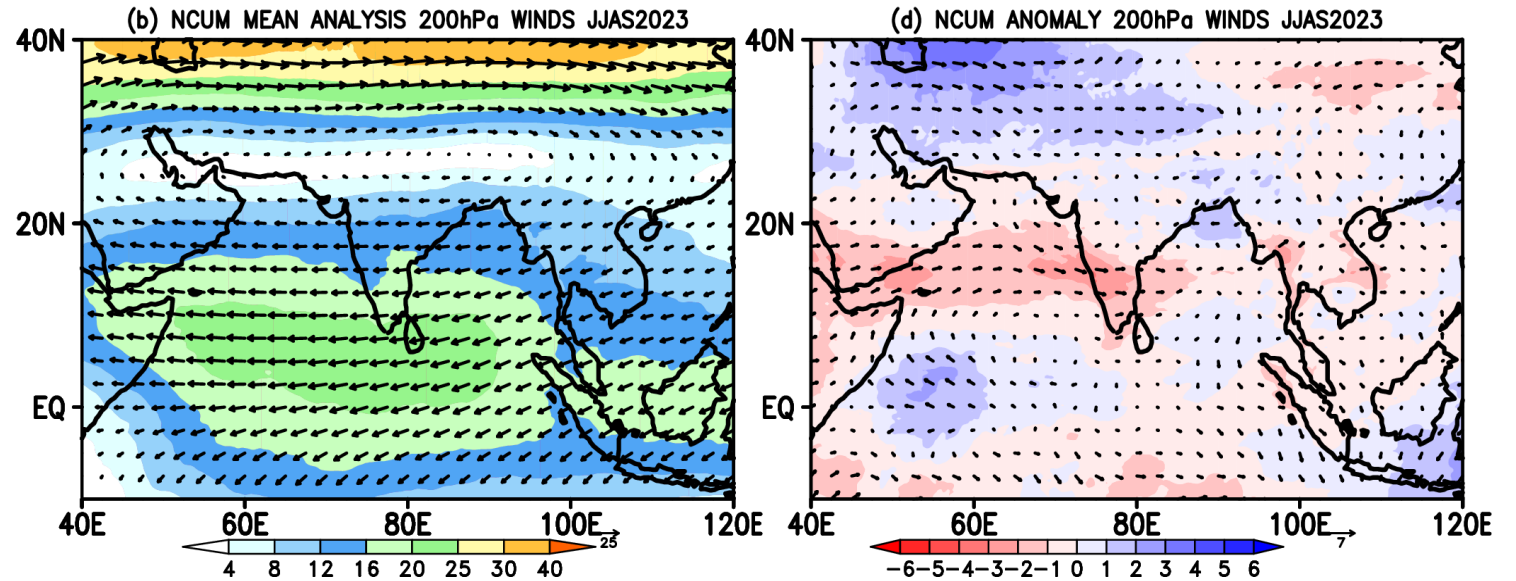 (b) NCUM MEAN ANALYSIS 200hPa WINDS JJAS2023
40N
20N
EQ
40E 60E 80E 100E 120E
25
4 8 12 16 20 25 30 40
(d) NCUM ANOMALY 200hPa WINDS JJAS2023
40N
20N
EQ
40E 60E 80E 100E 120E
7
-6-5-4-3-2-1 0 1 2 3 4 5 6